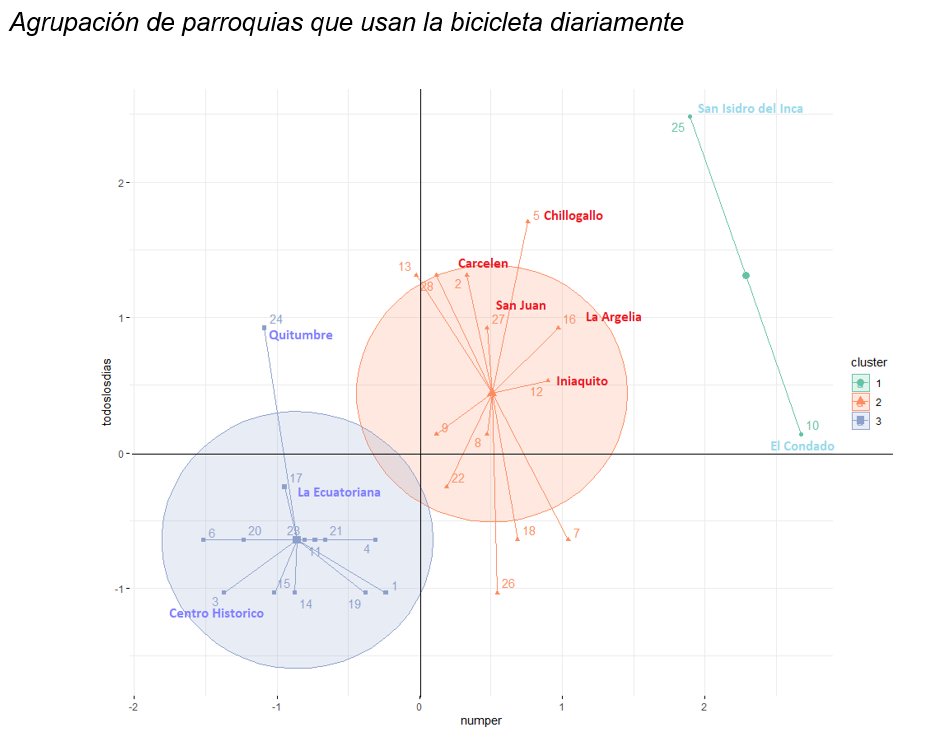 Agrupación de parroquias que usan la bicicleta diariamente
San Isidro del Inca
25
5 Chillogallo
13
Carcelen
28
2
San Juan
27
16
La Argelia
24
Quitumbre
12
Iniaquito
9
8
10
El Condado
17
La Ecuatoriana
22
6
20
23
11
21
4
18
7
3
15
14
19
1
26
Centro Historico
todoslosdias
2
1
0
-1
-2
-1
0
1
2
numper
cluster
1
2
3